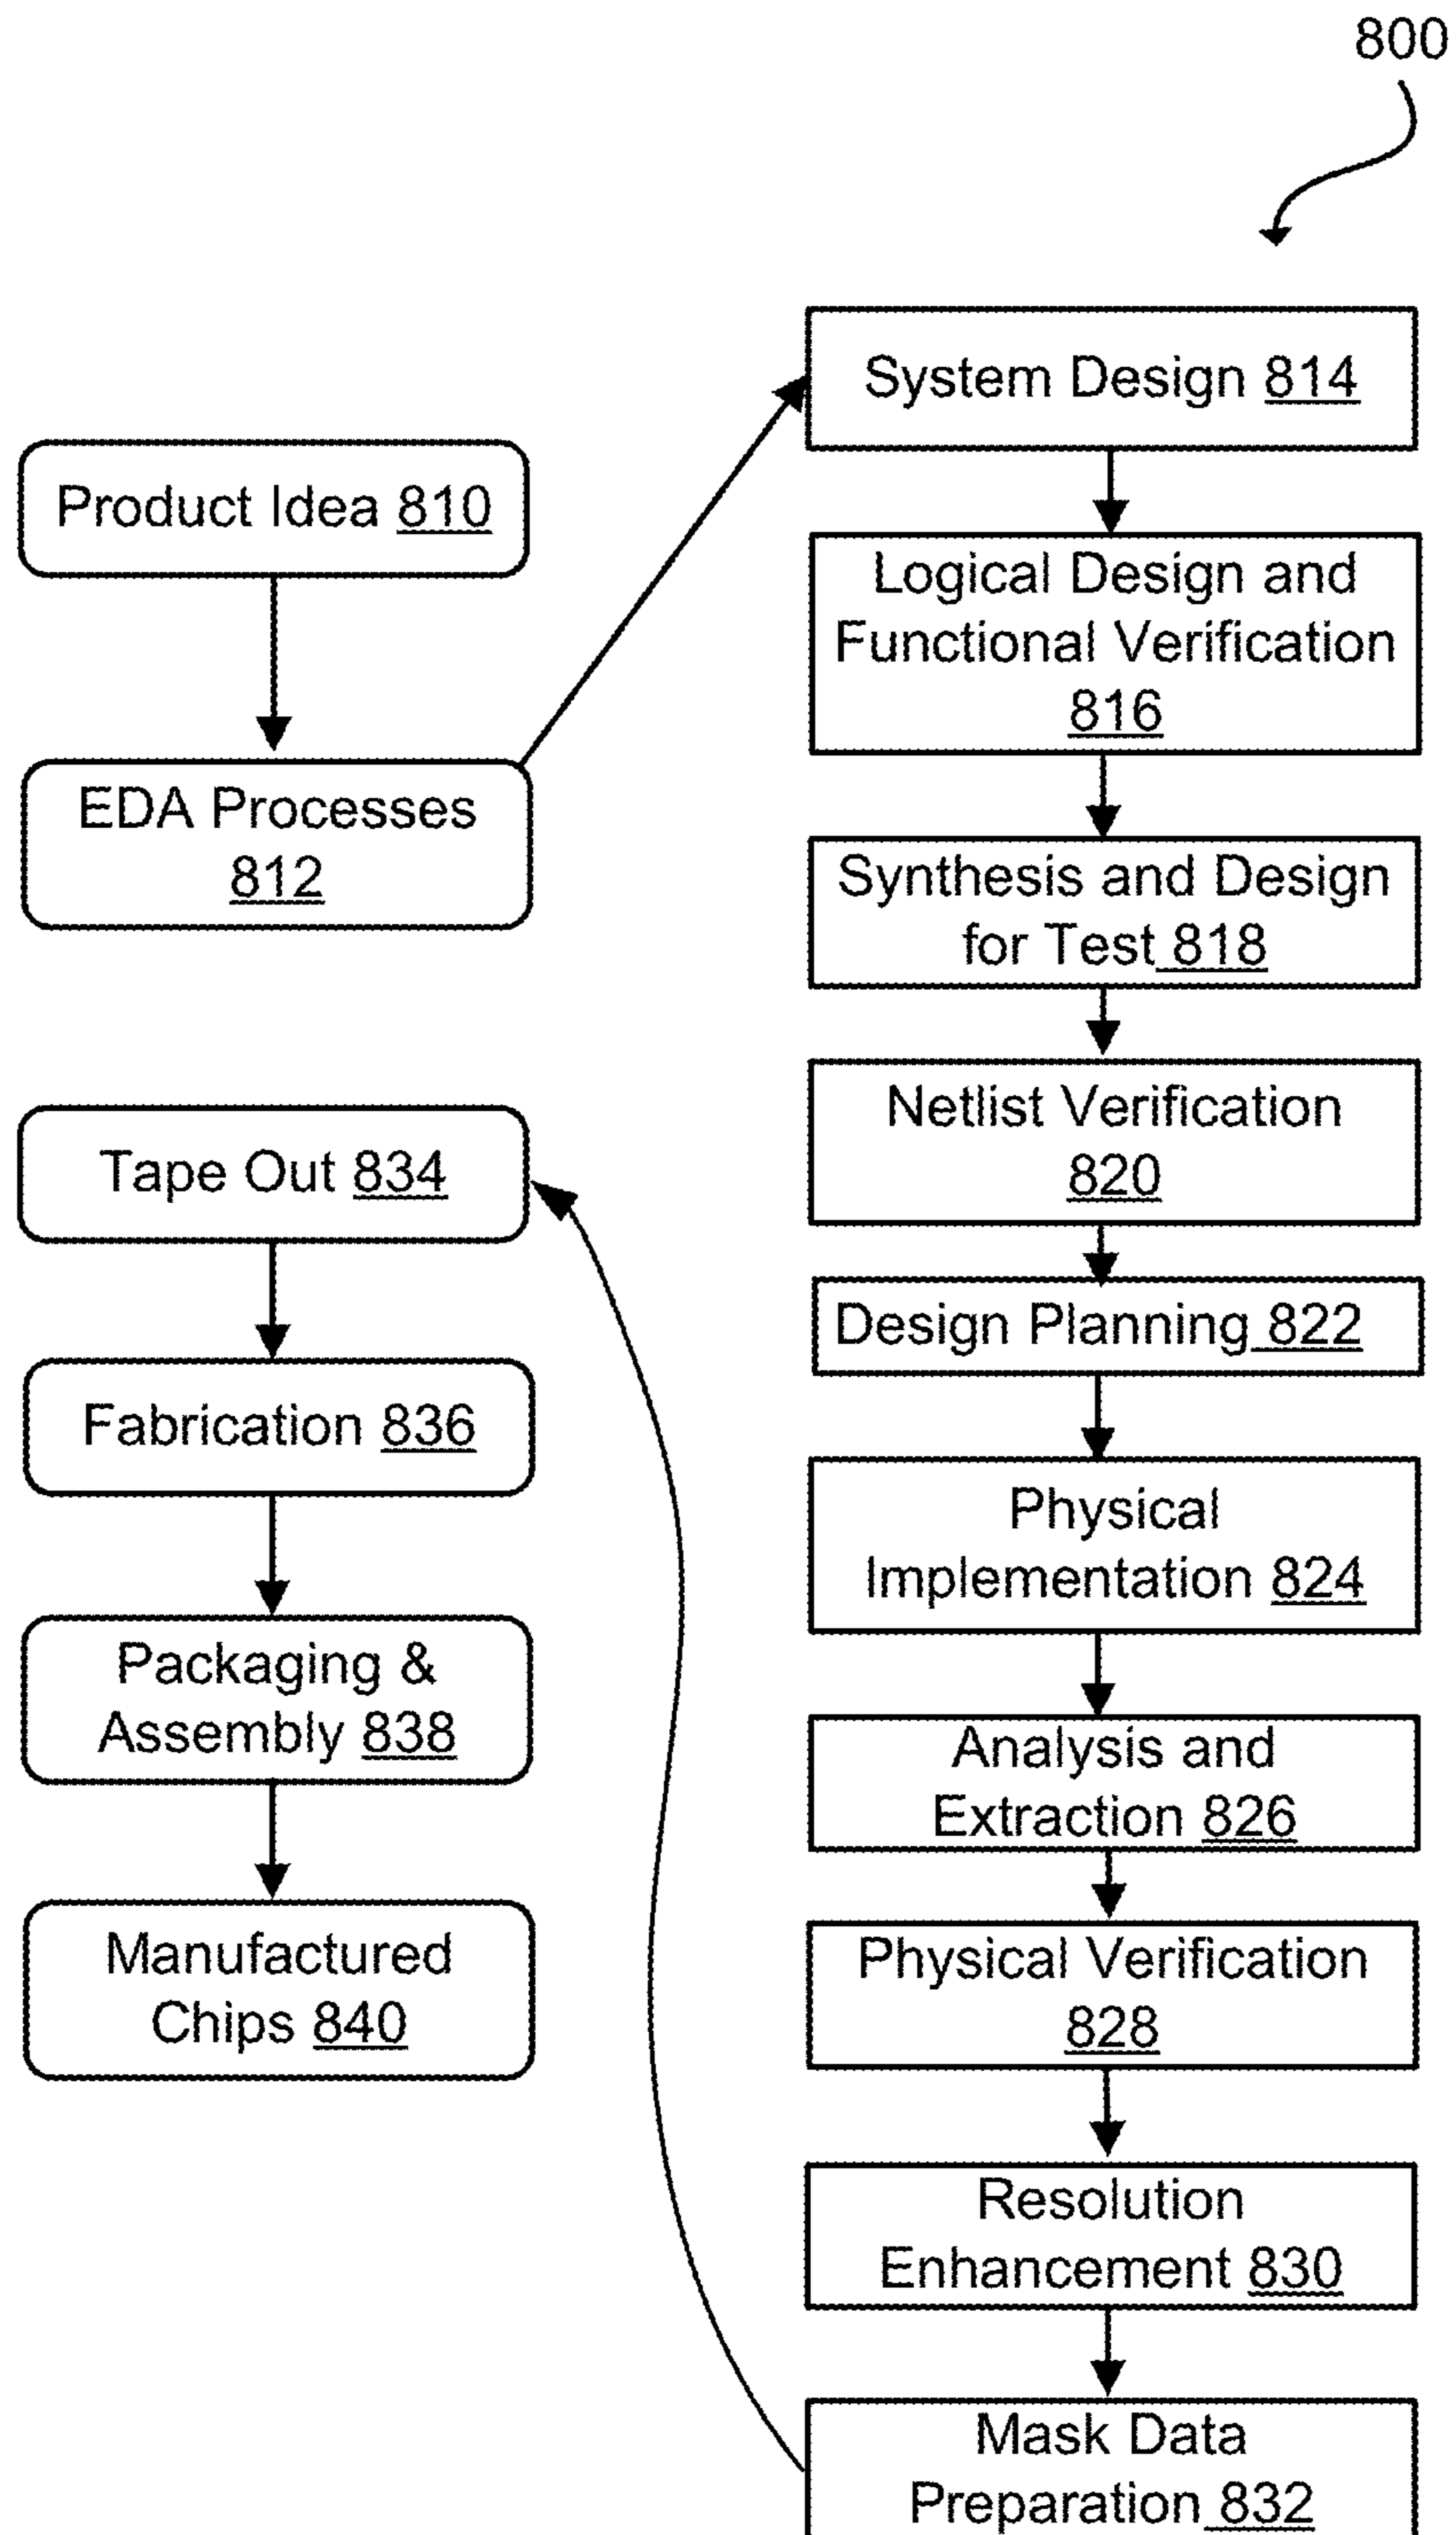 800
Product Idea 810
EDA Processes
812
System Design 814
Logical Design and
Functional Verification
816
Synthesis and Design
for Test 818
Netlist Verification
820
Design Planning 822
Physical
Implementation 824
Analysis and
Extraction 826
Physical Verification
828
Resolution
Enhancement 830
Mask Data
Preparation 832
Tape Out 834
Fabrication 836
Packaging &
Assembly 838
Manufactured
Chips 840